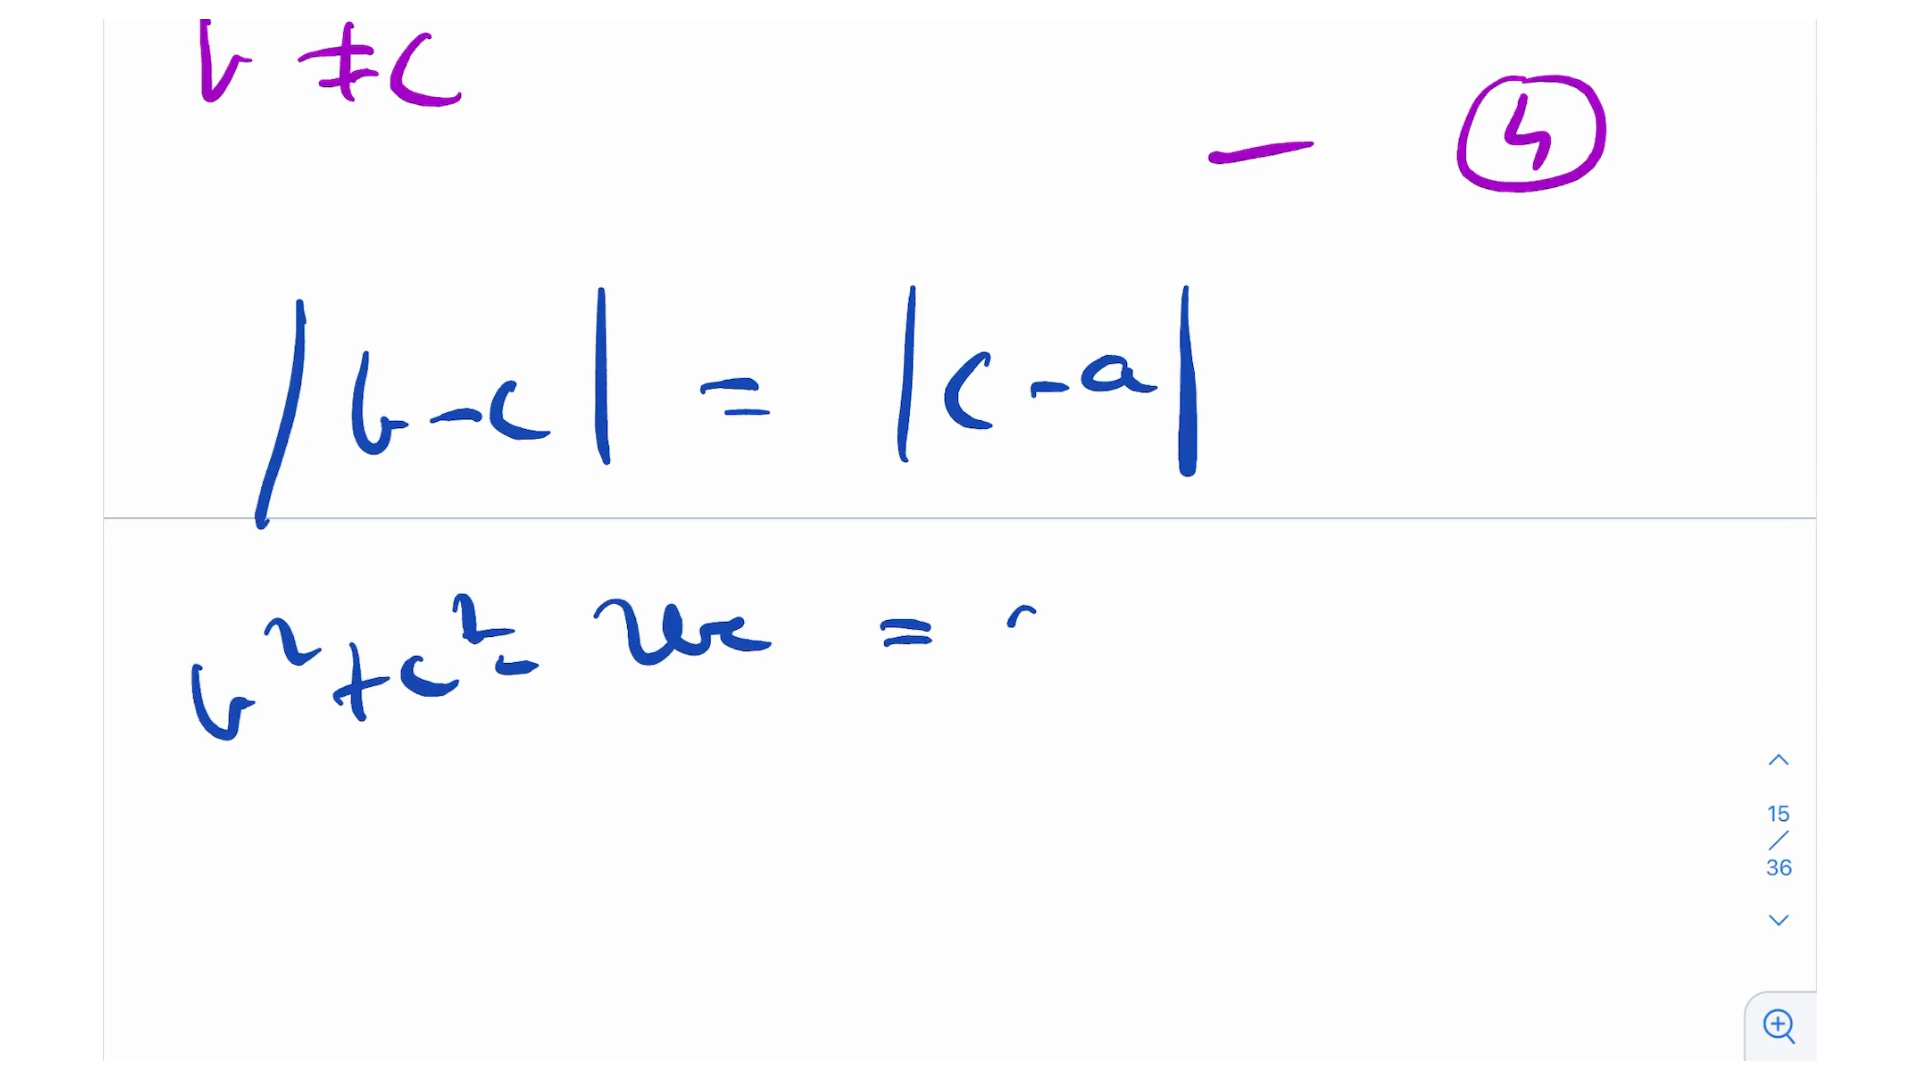 b ≠ c
— ④
|b-c| = |c-a|
b²+c²- 2bc =
15
/
36